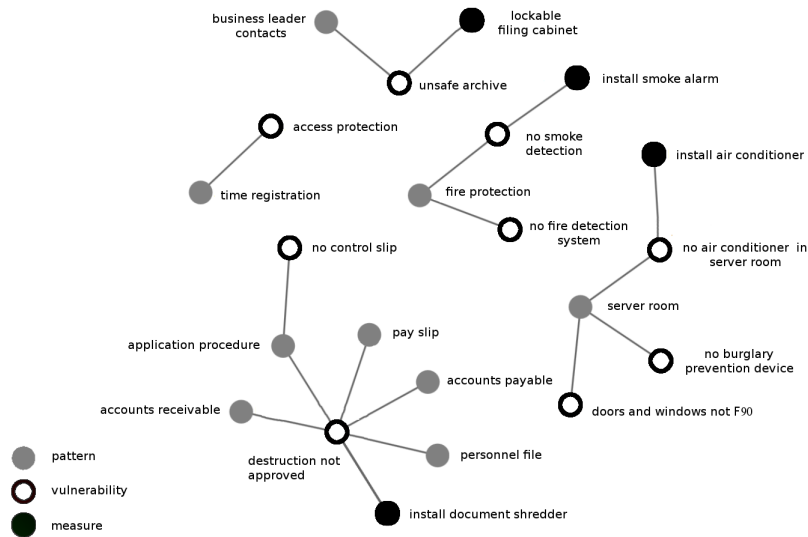 business leader
contacts
lockable
filing cabinet
unsafe archive
install smoke alarm
access protection
no smoke
detection
install air conditioner
time registration
fire protection
no fire detection
system
no control slip
no air conditioner in
server room
server room
pay slip
application procedure
no burglary
prevention device
accounts payable
accounts receivable
doors and windows not F90
destruction not
approved
personnel file
pattern
vulnerability
install document shredder
measure